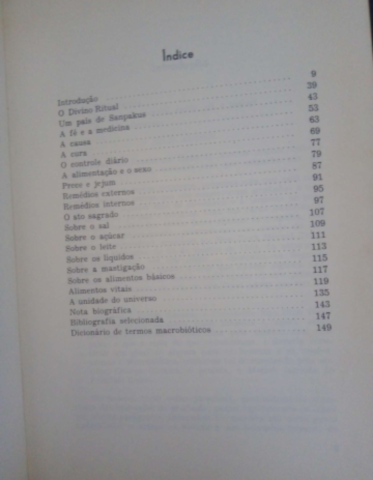 Índice
Introdução 9
O Divino Ritual 39
Um país de Sanpakus 43
A fé e a medicina 53
A causa 63
A cura 69
O controle diário 77
A alimentação e o sexo 79
Prece e jejum 87
Remédios externos 91
Remédios internos 95
O ato sagrado 97
Sobre o sal 107
Sobre o açúcar 109
Sobre o leite 111
Sobre os líquidos 113
Sobre a mastigação 115
Sobre os alimentos básicos 117
Alimentos vitais 119
A unidade do universo 135
Nota biográfica 143
Bibliografia selecionada 147
Dicionário de termos macrobióticos 149